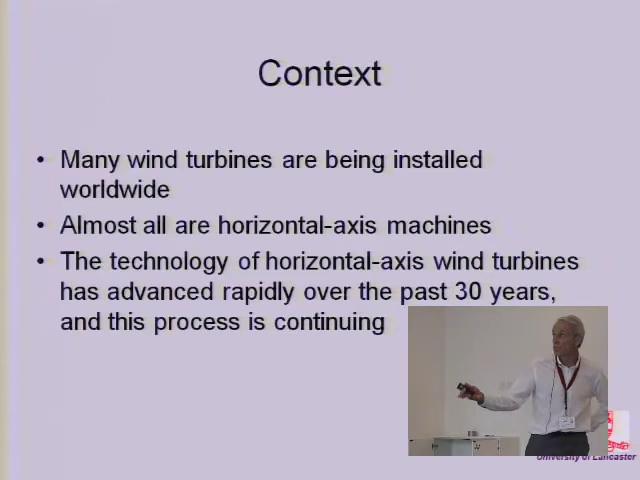 Context
• Many wind turbines are being installed
worldwide
• Almost all are horizontal-axis machines
• The technology of horizontal-axis wind turbines
has advanced rapidly over the past 30 years,
and this process is continuing
University of Lancaster